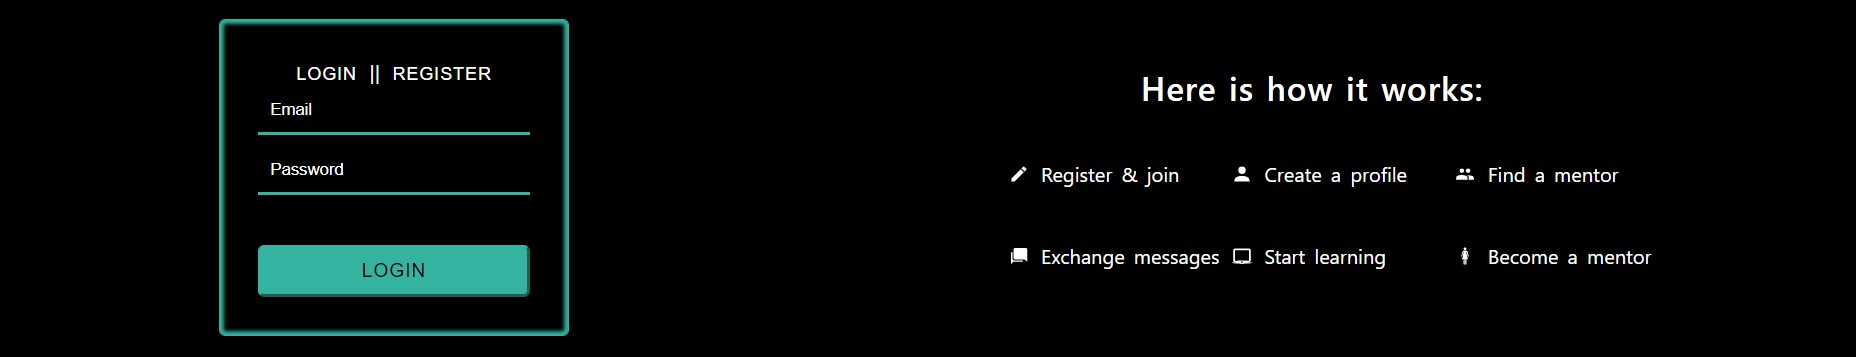 LOGIN || REGISTER
Email
Password
LOGIN
Here is how it works:
Register & join
Create a profile
Find a mentor
Exchange messages
Start learning
Become a mentor